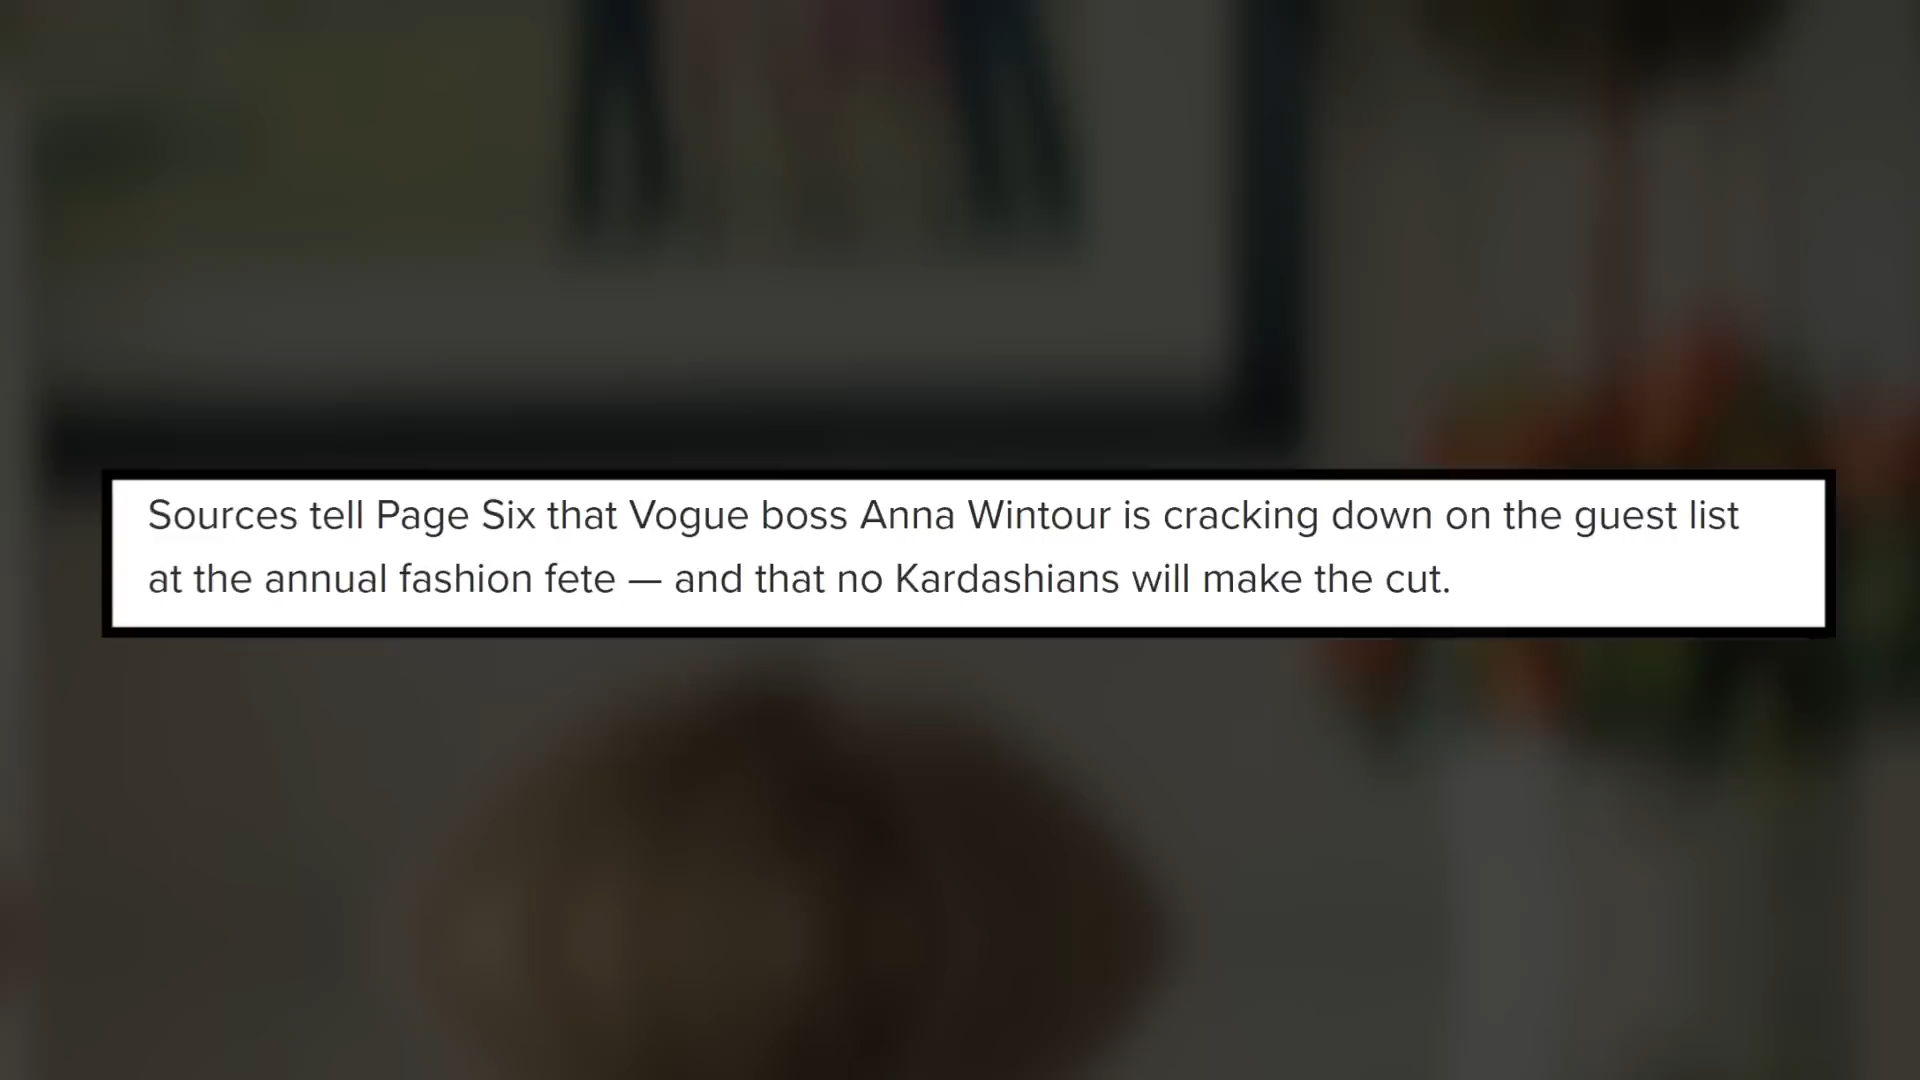 Sources tell Page Six that Vogue boss Anna Wintour is cracking down on the guest list
at the annual fashion fete — and that no Kardashians will make the cut.